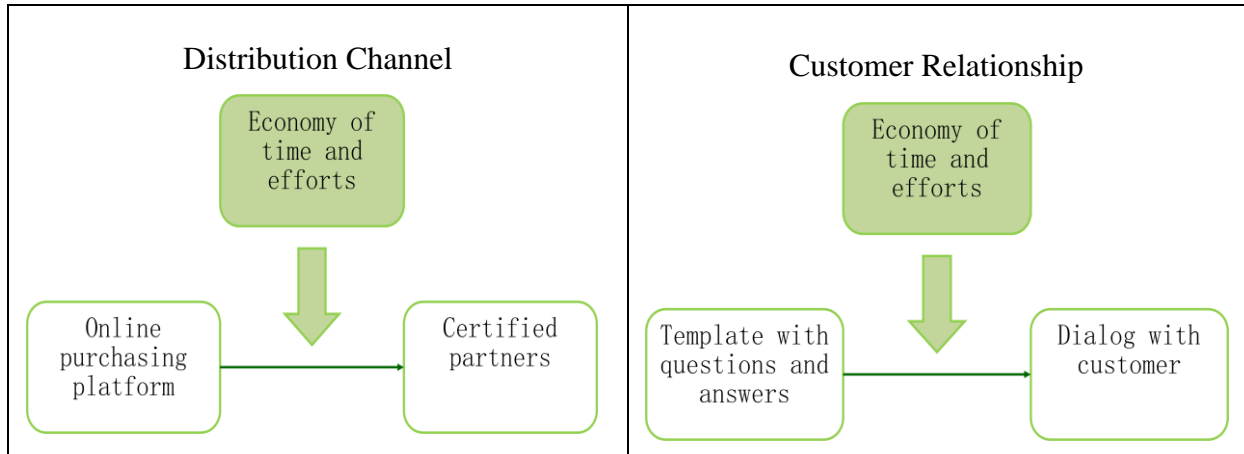 Distribution Channel
Economy of
time and
efforts
Online
purchasing
platform
Certified
partners
Customer Relationship
Economy of
time and
efforts
Template with
questions and
answers
Dialog with
customer